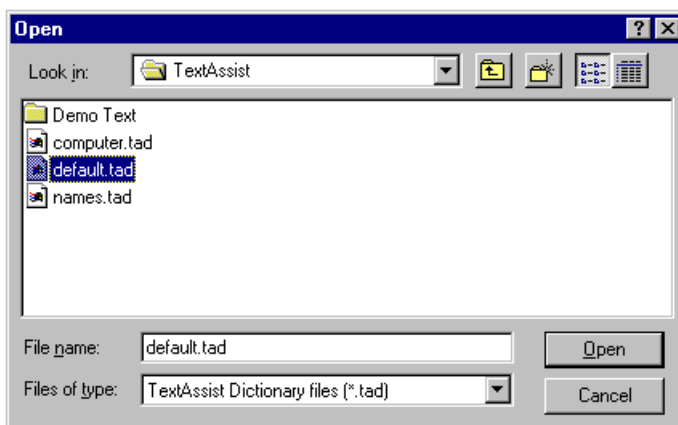 Open
Look in: TextAssist
Demo Text
computer.tad
default.tad
names.tad
File name: default.tad Open
Files of type: TextAssist Dictionary files (*.tad) Cancel